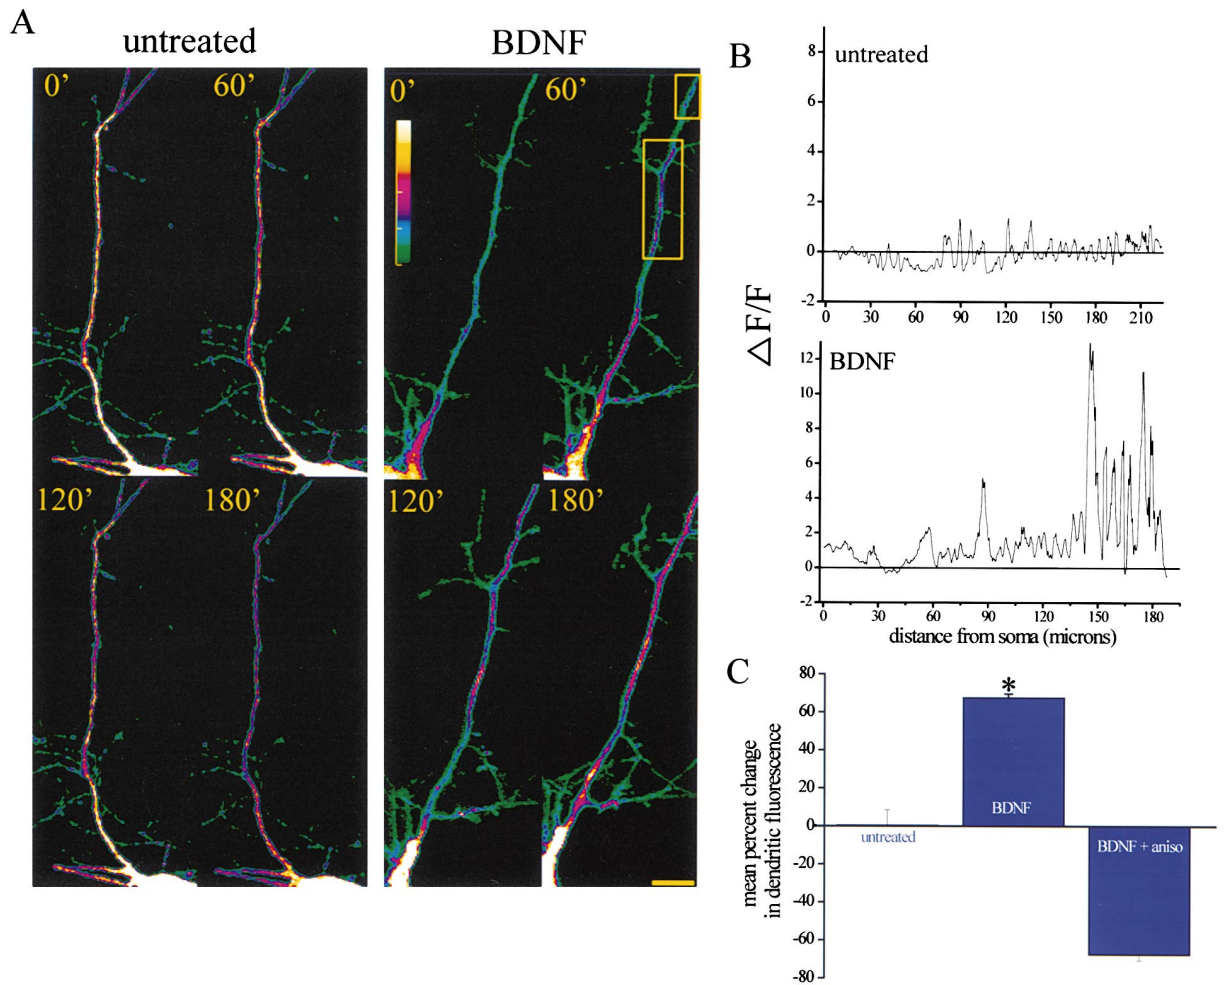 A
untreated
BDNF
0’ 60’
0’ 60’
120’ 180’
120’ 180’
B
untreated
8
6
4
2
0
-2
0 30 60 90 120 150 180 210
△F/F
BDNF
12
10
8
6
4
2
0
-2
0 30 60 90 120 150 180
distance from soma (microns)
C
80
60
40
20
0
-20
-40
-60
-80
mean percent change
in dendritic fluorescence
*
untreated
BDNF
BDNF + aniso